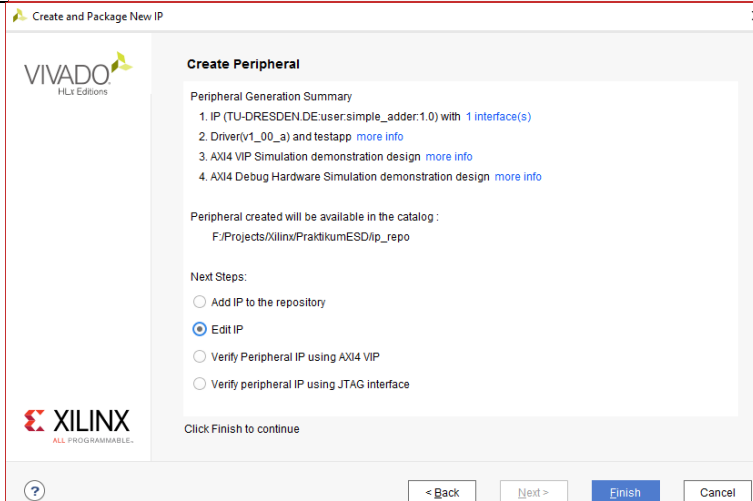 Create and Package New IP
VIVADO
HLx Editions
Create Peripheral
Peripheral Generation Summary
1. IP (TU-DRESDEN.DE:user:simple_adder:1.0) with 1 interface(s)
2. Driver(v1_00_a) and testapp more info
3. AXI4 VIP Simulation demonstration design more info
4. AXI4 Debug Hardware Simulation demonstration design more info
Peripheral created will be available in the catalog :
F:/Projects/Xilinx/PraktikumESD/ip_repo
Next Steps:
Add IP to the repository
Edit IP
Verify Peripheral IP using AXI4 VIP
Verify peripheral IP using JTAG interface
XILINX
ALL PROGRAMMABLE.
Click Finish to continue
?
< Back
Next >
Finish
Cancel